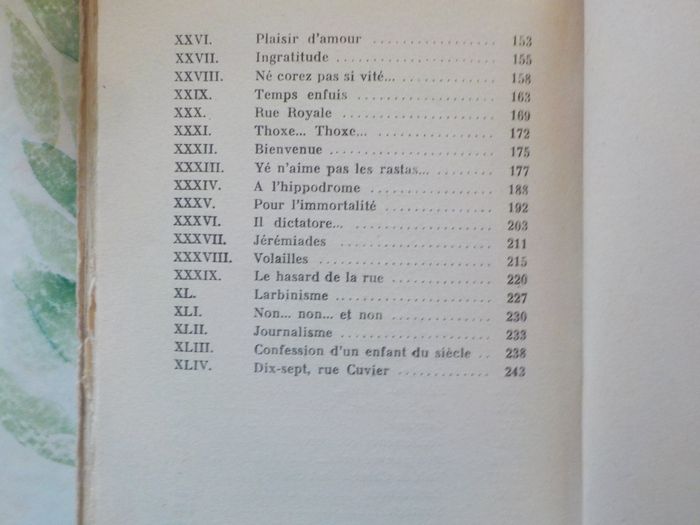 XXVI. Plaisir d'amour ................ 153
XXVII. Ingratitude .................... 155
XXVIII. Né corez pas si vité... ............. 158
XXIX. Temps enfuis .................. 163
XXX. Rue Royale .................... 169
XXXI. Thoxe... Thoxe... ................ 172
XXXII. Bienvenue ..................... 175
XXXIII. Yé n'aime pas les rastas... ........ 177
XXXIV. A l'hippodrome ................ 188
XXXV. Pour l'immortalité .............. 192
XXXVI. Il dictatore... .................. 203
XXXVII. Jérémiades .................... 211
XXXVIII. Volailles ...................... 215
XXXIX. Le hasard de la rue ............. 220
XL. Larbinisme .................... 227
XLI. Non... non... et non .............. 230
XLII. Journalisme .................... 233
XLIII. Confession d'un enfant du siècle .. 238
XLIV. Dix-sept, rue Cuvier ............. 243